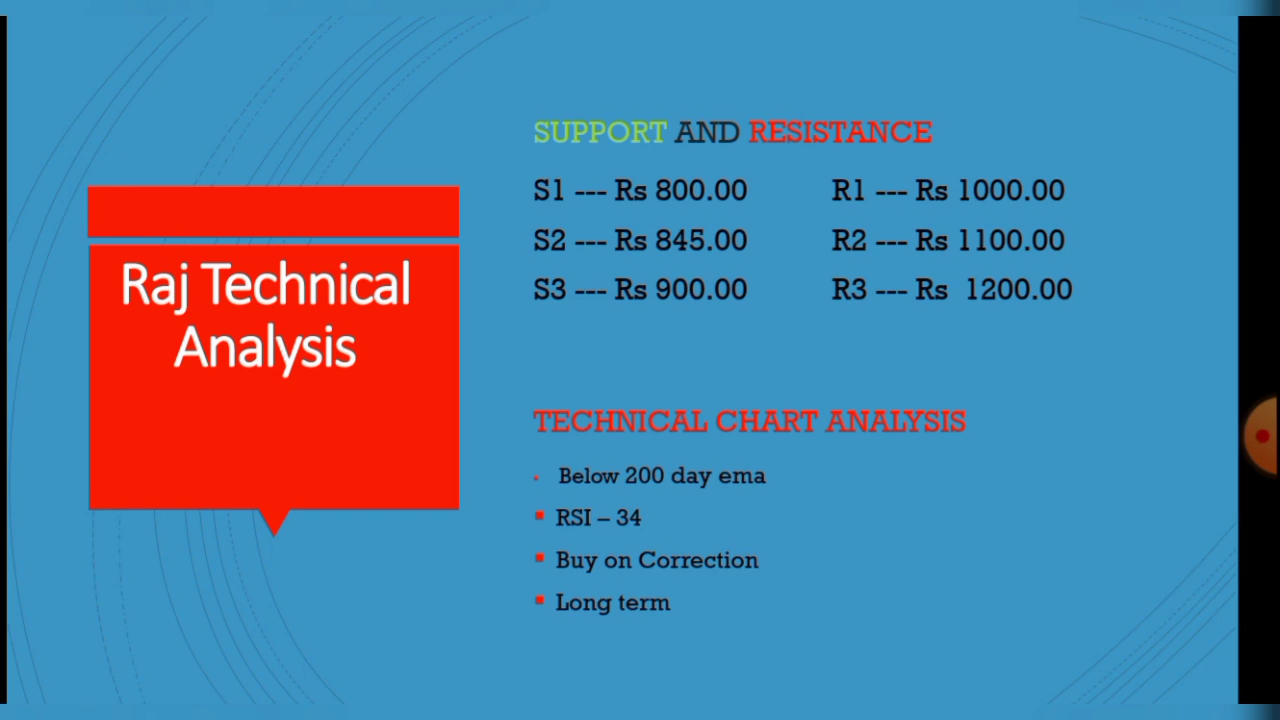 Raj Technical
Analysis
SUPPORT AND RESISTANCE
S1 --- Rs 800.00 R1 --- Rs 1000.00
S2 --- Rs 845.00 R2 --- Rs 1100.00
S3 --- Rs 900.00 R3 --- Rs 1200.00
TECHNICAL CHART ANALYSIS
Below 200 day ema
RSI – 34
Buy on Correction
Long term